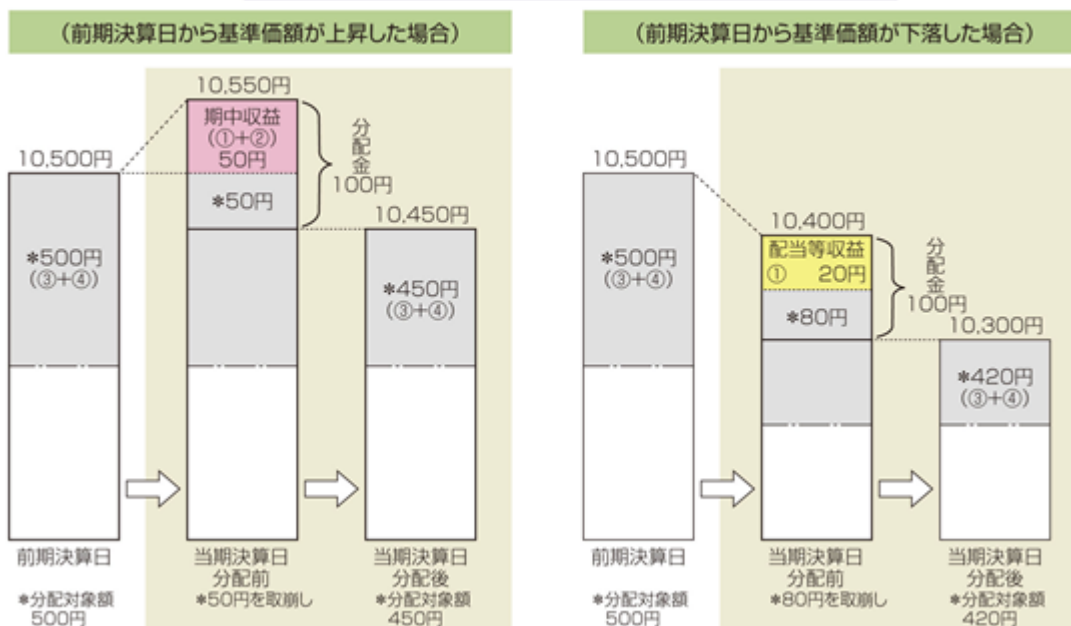 （前期決算日から基準価額が上昇した場合）
10,550円
期中収益
（①＋②）
50円
*50円
分配金
100円
10,500円
*500円
（③＋④）
10,450円
*450円
（③＋④）
前期決算日
*分配対象額
500円
当期決算日
分配前
*50円を取崩し
当期決算日
分配後
*分配対象額
450円
（前期決算日から基準価額が下落した場合）
10,500円
*500円
（③＋④）
10,400円
配当等収益
① 20円
*80円
分配金
100円
10,300円
*420円
（③＋④）
前期決算日
*分配対象額
500円
当期決算日
分配前
*80円を取崩し
当期決算日
分配後
*分配対象額
420円